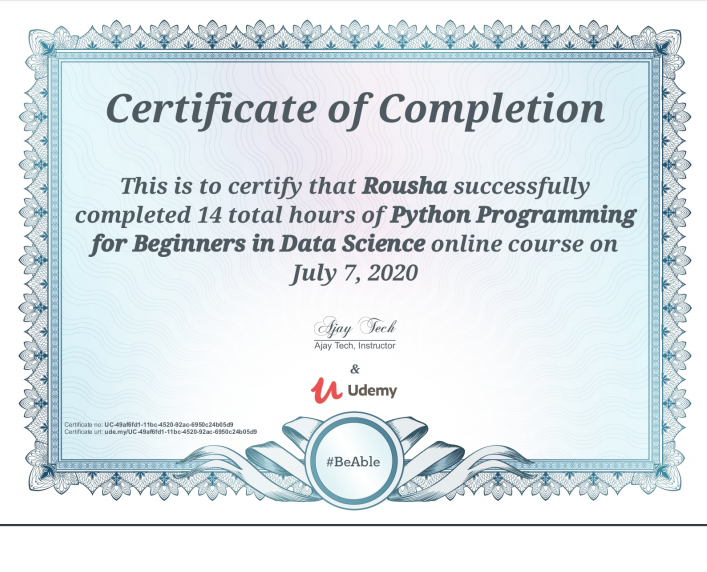 Certificate of Completion
This is to certify that Rousha successfully
completed 14 total hours of Python Programming
for Beginners in Data Science online course on
July 7, 2020
Ajay Tech
Ajay Tech, Instructor
&
Udemy
Certificate no: UC-49af6fd1-11bc-4520-92ac-6950c24b05d9
Certificate url: ude.my/UC-49af6fd1-11bc-4520-92ac-6950c24b05d9
#BeAble